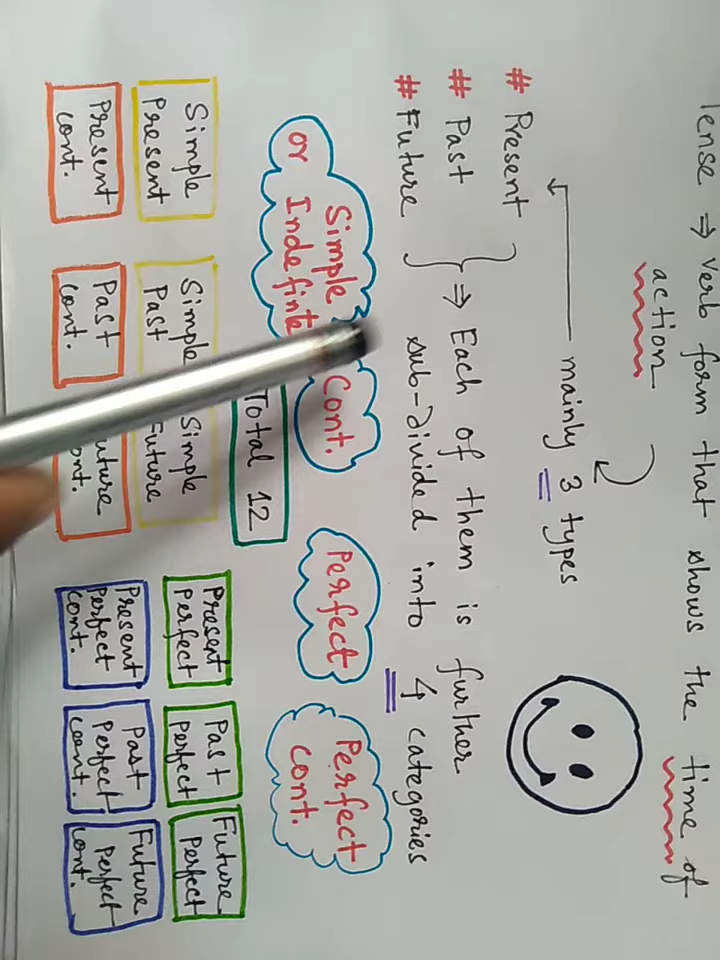 Tense ⇒ verb form that shows the time of
action
mainly 3 types
# Present
# Past
# Future
⇒ Each of them is further
sub-divided into 4 categories
Simple
or Indefinte
Cont.
Perfect
Perfect
cont.
Total 12
Simple
Present
Simple
Past
Simple
Future
Present
cont.
Past
cont.
Future
cont.
Present
perfect
Past
perfect
Future
Perfect
Present
Perfect
cont.
Past
Perfect
cont.
Future
Perfect
cont.